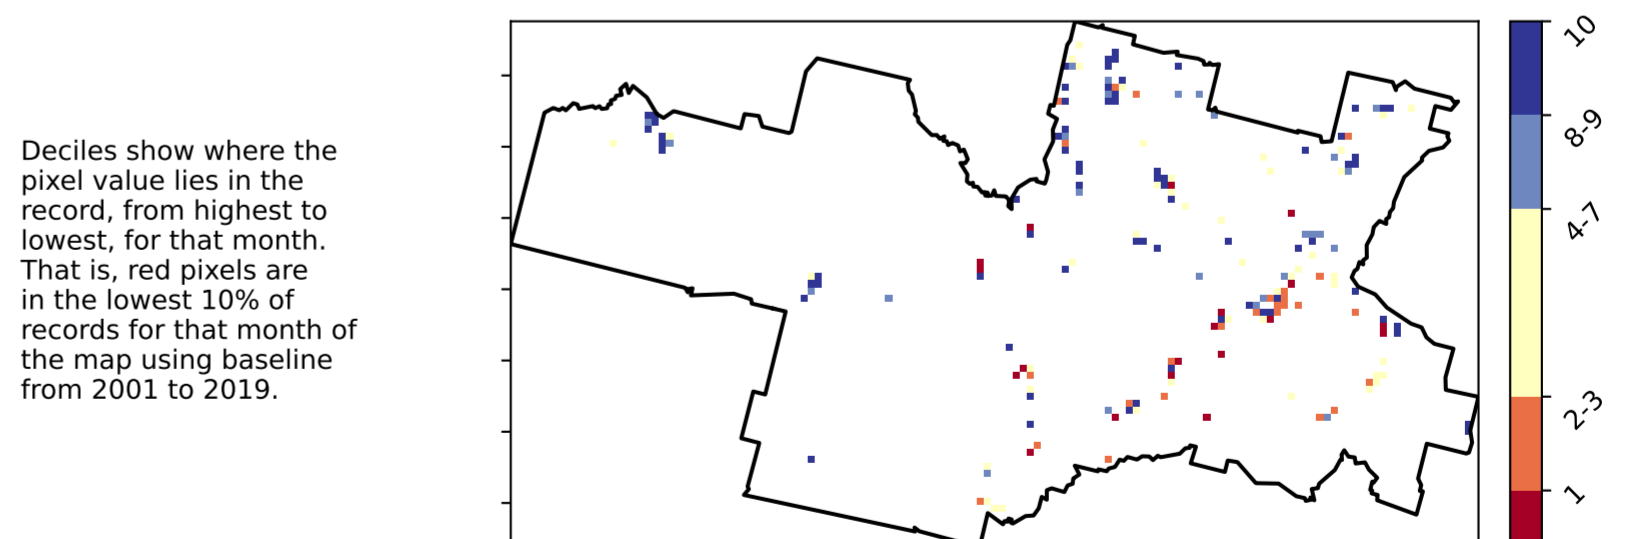 Deciles show where the
pixel value lies in the
record, from highest to
lowest, for that month.
That is, red pixels are
in the lowest 10% of
records for that month of
the map using baseline
from 2001 to 2019.
10
8-9
4-7
2-3
1